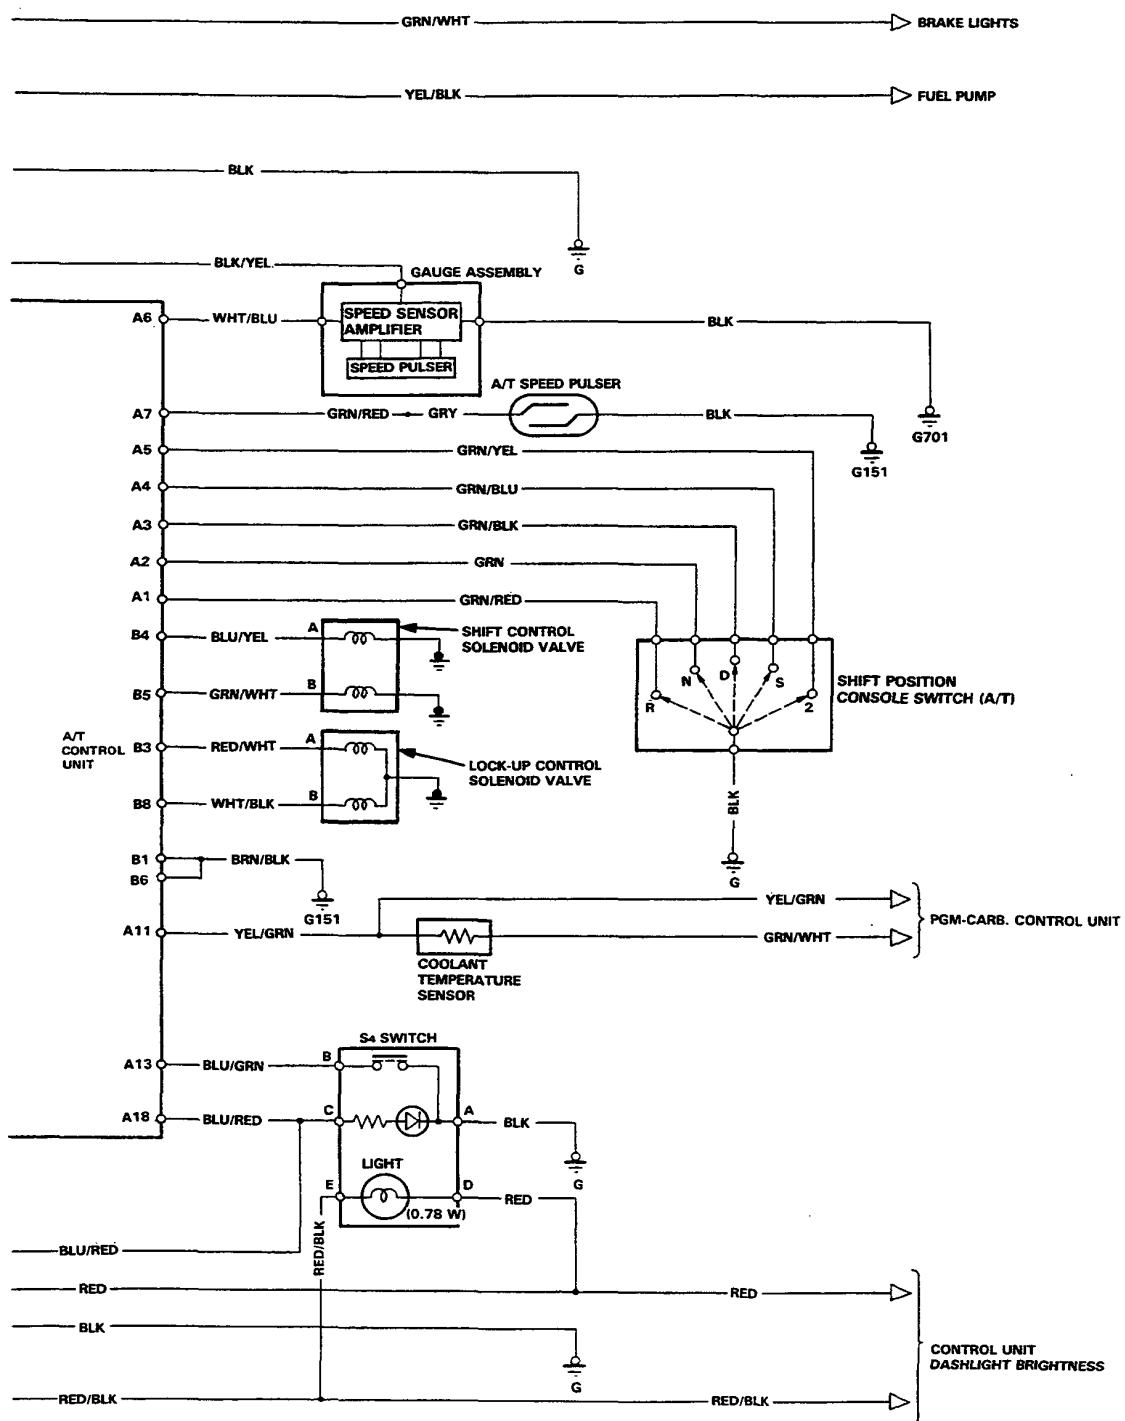 GRN/WHT
BRAKE LIGHTS
YEL/BLK
FUEL PUMP
BLK
G
BLK/YEL
GAUGE ASSEMBLY
A6
WHT/BLU
SPEED SENSOR
AMPLIFIER
SPEED PULSER
BLK
G701
A/T SPEED PULSER
A7
GRN/RED
GRY
BLK
G151
A5
GRN/YEL
A4
GRN/BLU
A3
GRN/BLK
A2
GRN
A1
GRN/RED
B4
BLU/YEL
A
SHIFT CONTROL
SOLENOID VALVE
B5
GRN/WHT
B
R
N
D
S
2
SHIFT POSITION
CONSOLE SWITCH (A/T)
BLK
G
A/T
CONTROL
UNIT
B3
RED/WHT
A
LOCK-UP CONTROL
SOLENOID VALVE
B8
WHT/BLK
B
B1
BRN/BLK
B6
G151
A11
YEL/GRN
YEL/GRN
GRN/WHT
PGM-CARB. CONTROL UNIT
COOLANT
TEMPERATURE
SENSOR
S4 SWITCH
A13
BLU/GRN
B
A18
BLU/RED
C
A
BLK
G
LIGHT
E
D
(0.78 W)
RED
RED/BLK
BLU/RED
RED
RED
BLK
G
CONTROL UNIT
DASHLIGHT BRIGHTNESS
RED/BLK
RED/BLK